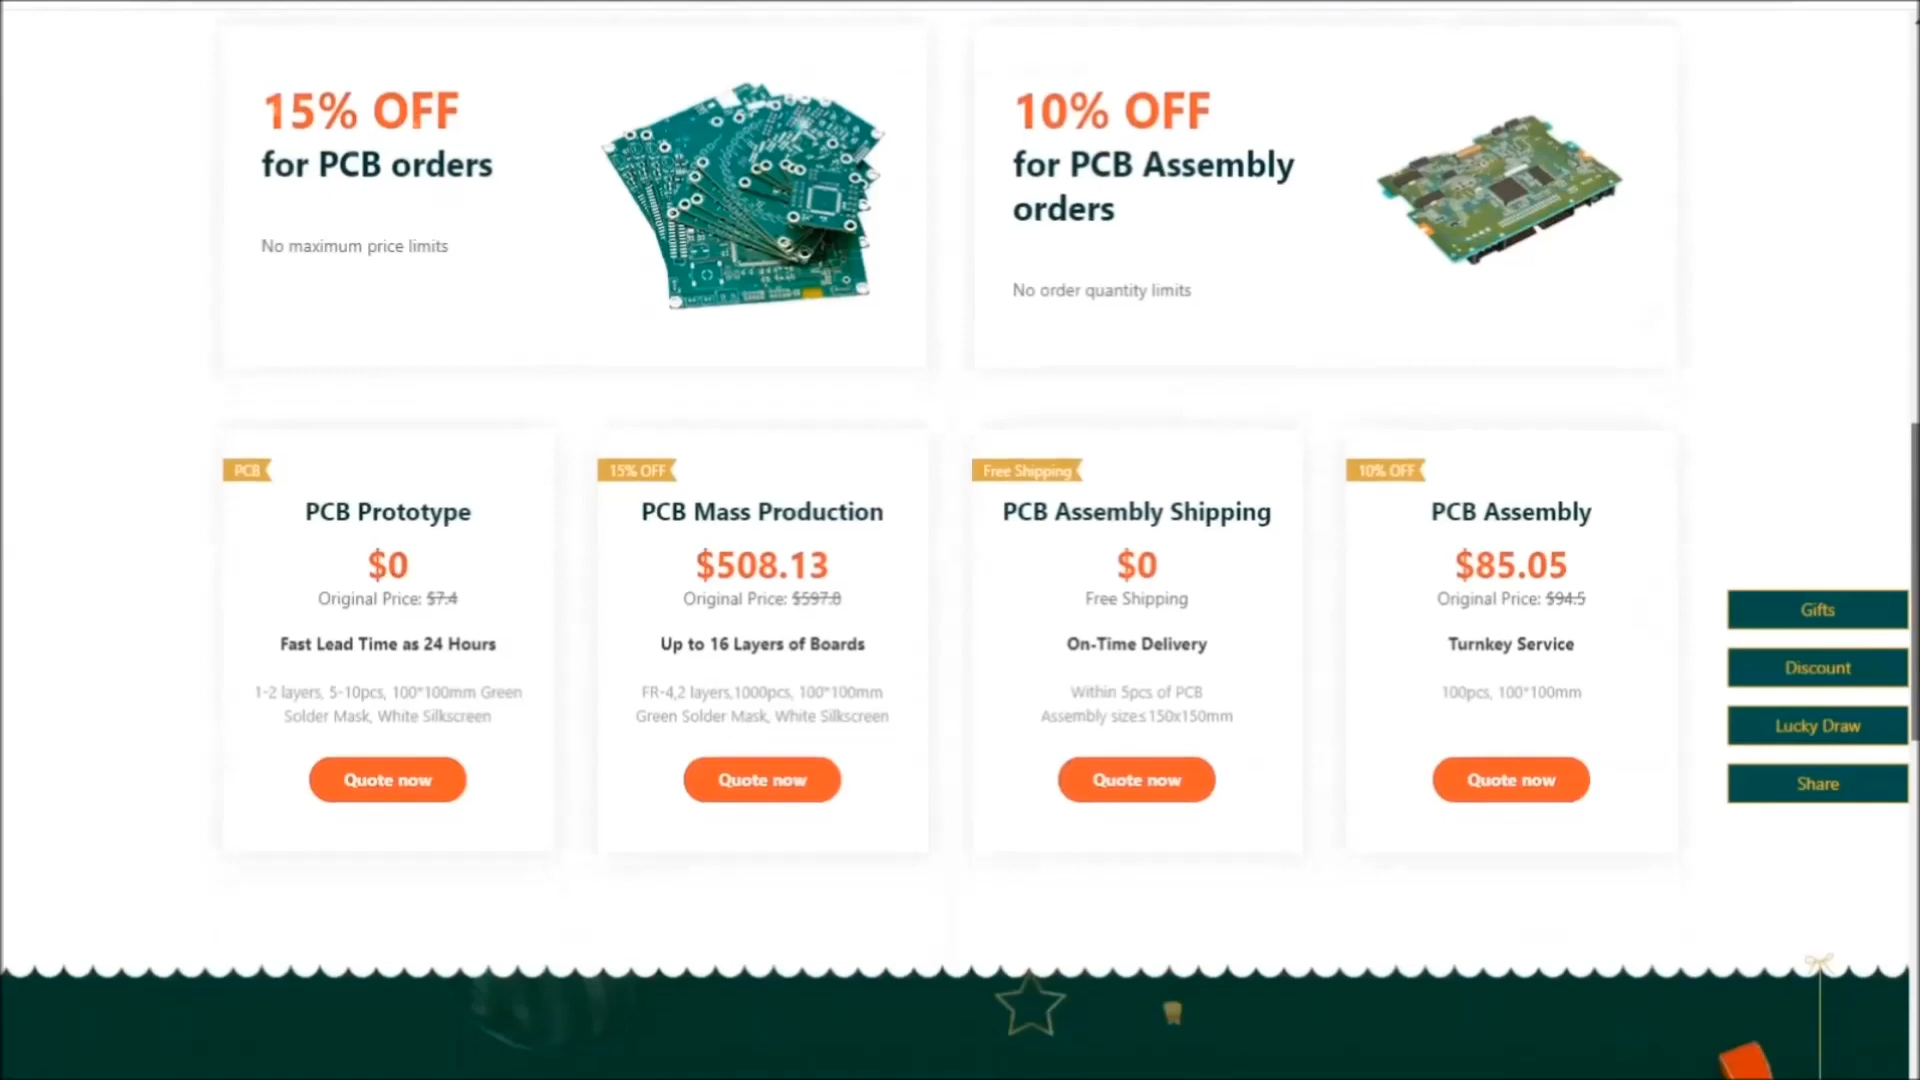 15% OFF
for PCB orders
No maximum price limits
10% OFF
for PCB Assembly
orders
No order quantity limits
PCB
PCB Prototype
$0
Original Price: $7.4
Fast Lead Time as 24 Hours
1-2 layers, 5-10pcs, 100*100mm Green
Solder Mask, White Silkscreen
Quote now
15% OFF
PCB Mass Production
$508.13
Original Price: $597.8
Up to 16 Layers of Boards
FR-4,2 layers,1000pcs, 100*100mm
Green Solder Mask, White Silkscreen
Quote now
Free Shipping
PCB Assembly Shipping
$0
Free Shipping
On-Time Delivery
Within 5pcs of PCB
Assembly size≤150x150mm
Quote now
10% OFF
PCB Assembly
$85.05
Original Price: $94.5
Turnkey Service
100pcs, 100*100mm
Quote now
Gifts
Discount
Lucky Draw
Share